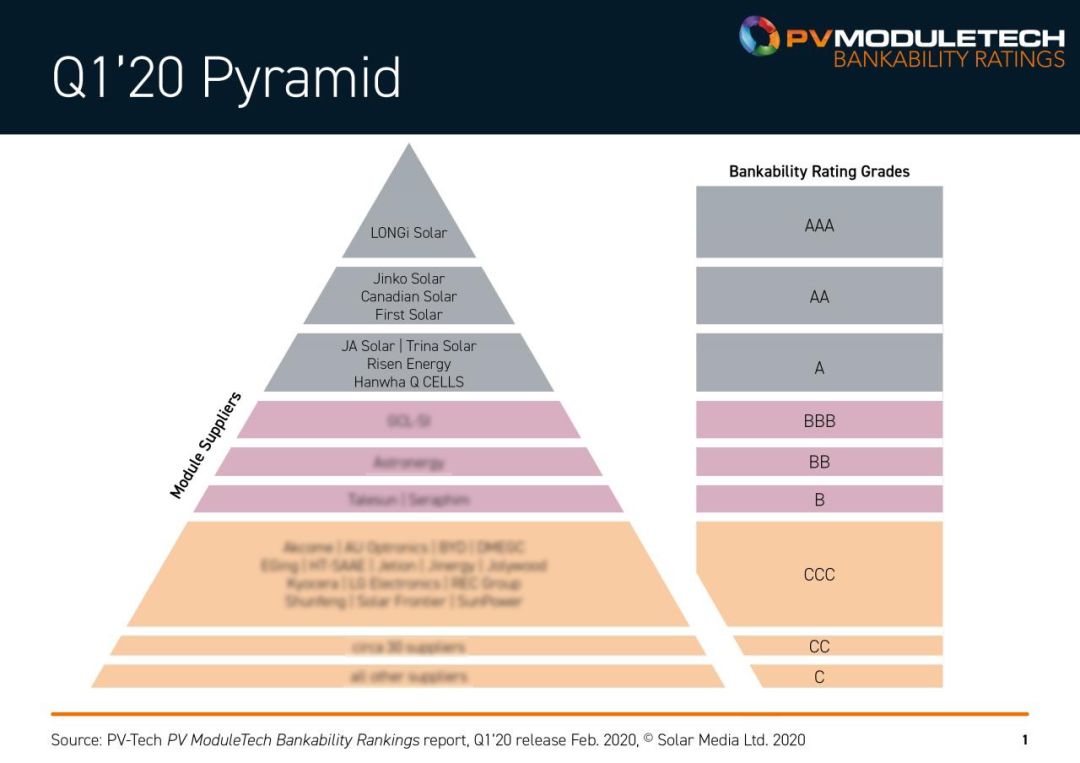 Q1'20 Pyramid
PVMODULETECH
BANKABILITY RATINGS
Bankability Rating Grades
LONGi Solar
AAA
Jinko Solar
Canadian Solar
First Solar
AA
JA Solar | Trina Solar
Risen Energy
Hanwha Q CELLS
A
Module Suppliers
GCL-SI
BBB
Astronergy
BB
Talesun | Seraphim
B
Akcome | AU Optronics | BYD | DMEGC
EGing | HT-SAAE | Jetion | Jinergy | Jolywood
Kyocera | LG Electronics | REC Group
Shunfeng | Solar Frontier | SunPower
CCC
circa 30 suppliers
CC
all other suppliers
C
Source: PV-Tech PV ModuleTech Bankability Rankings report, Q1'20 release Feb. 2020, © Solar Media Ltd. 2020
1